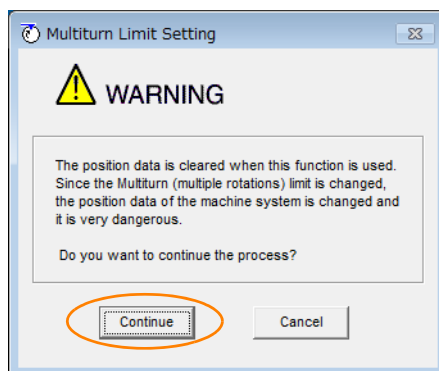 Multiturn Limit Setting
WARNING
The position data is cleared when this function is used.
Since the Multiturn (multiple rotations) limit is changed,
the position data of the machine system is changed and
it is very dangerous.
Do you want to continue the process?
Continue
Cancel